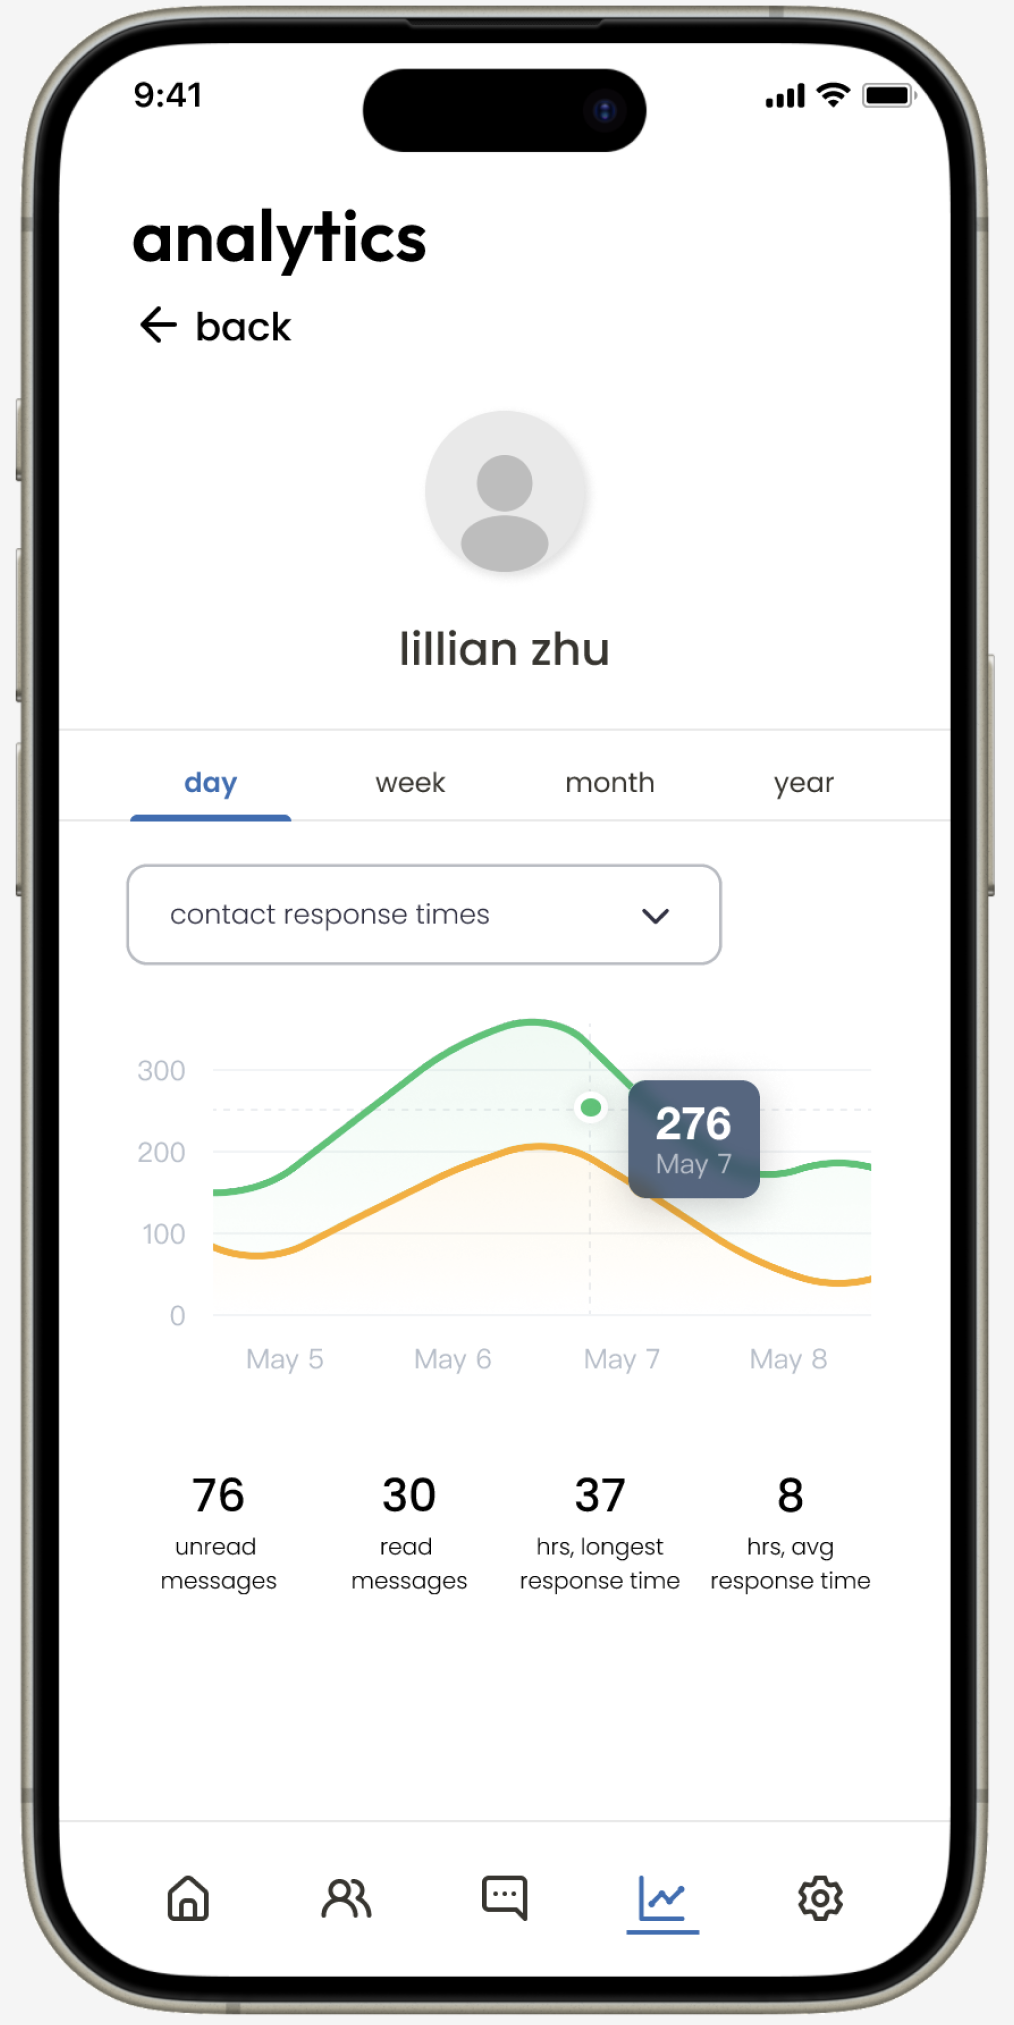 9:41
analytics
back
lillian zhu
day week month year
contact response times
300
276
200
May 7
100
0
May 5 May 6 May 7 May 8
76 30 37 8
unread read hrs, longest hrs, avg
messages messages response time response time